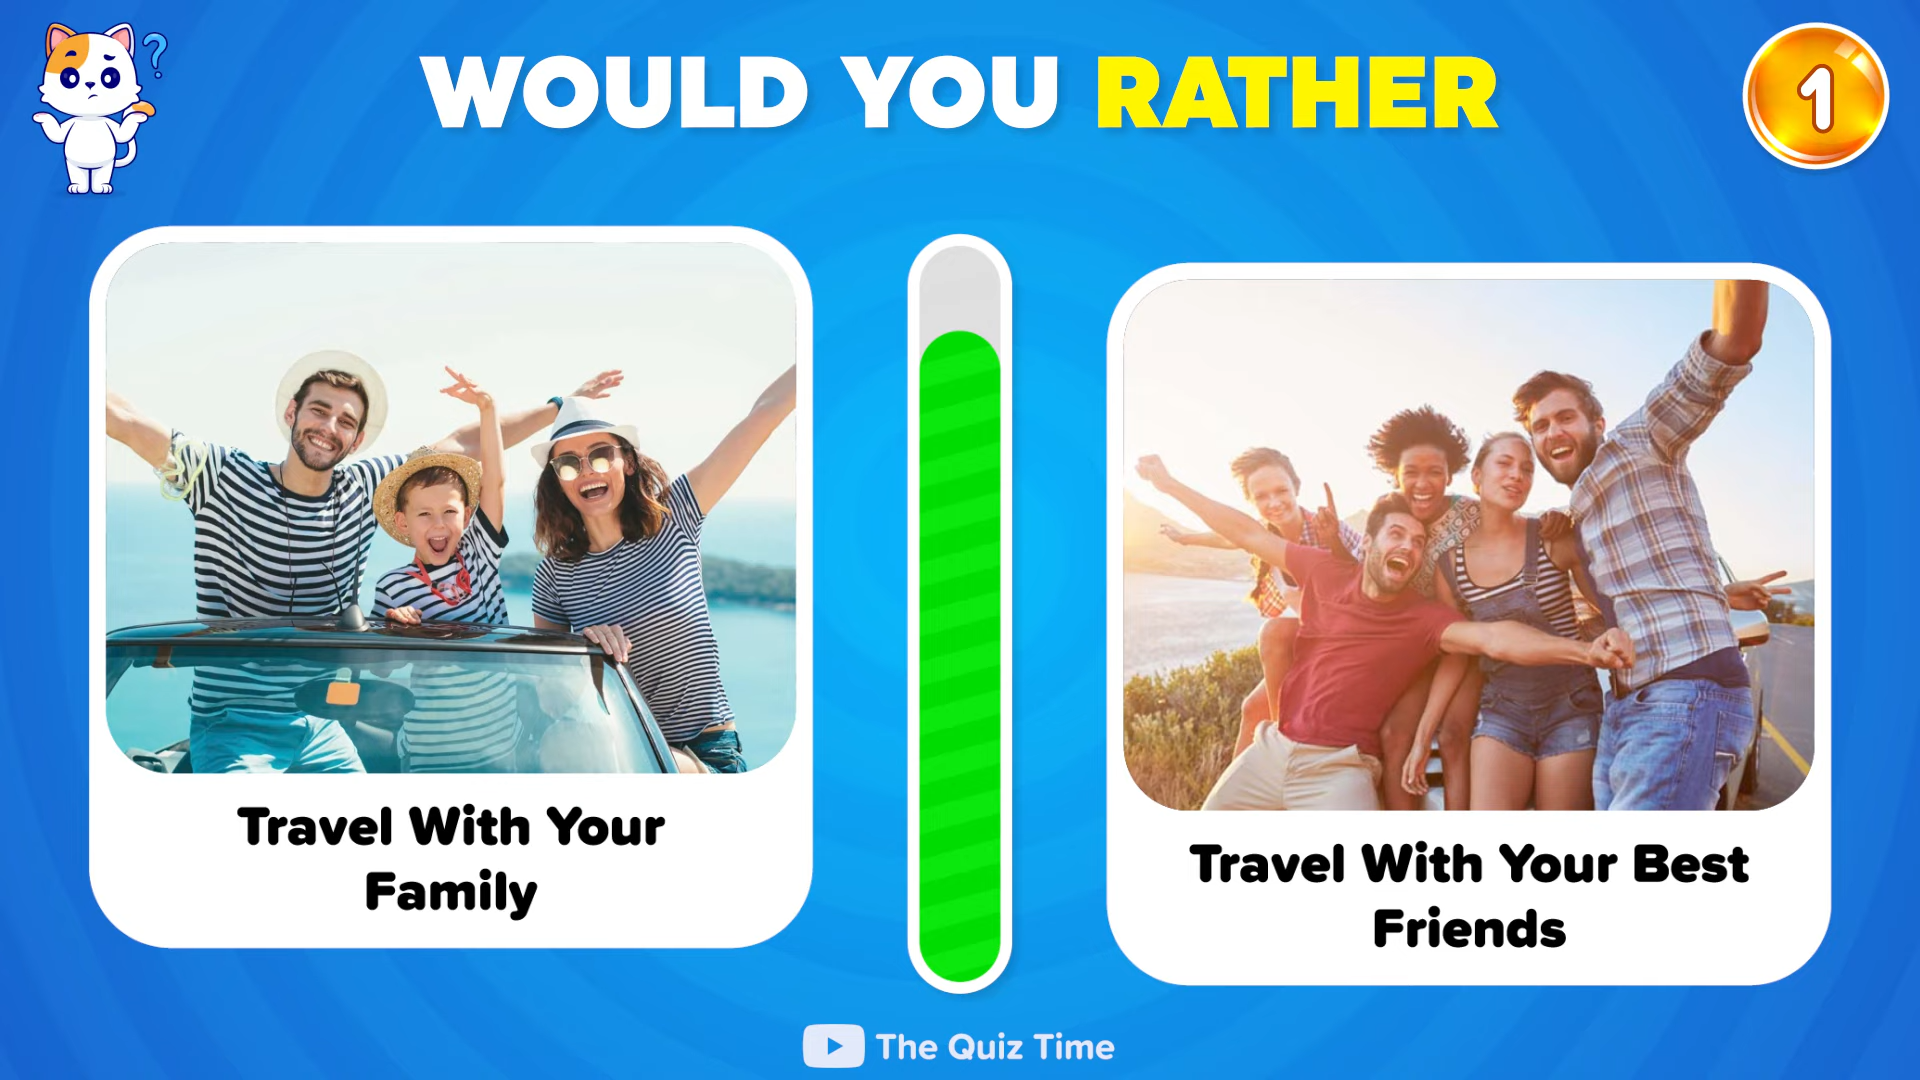 ?
WOULD YOU RATHER
1
Travel With Your
Family
Travel With Your Best
Friends
The Quiz Time